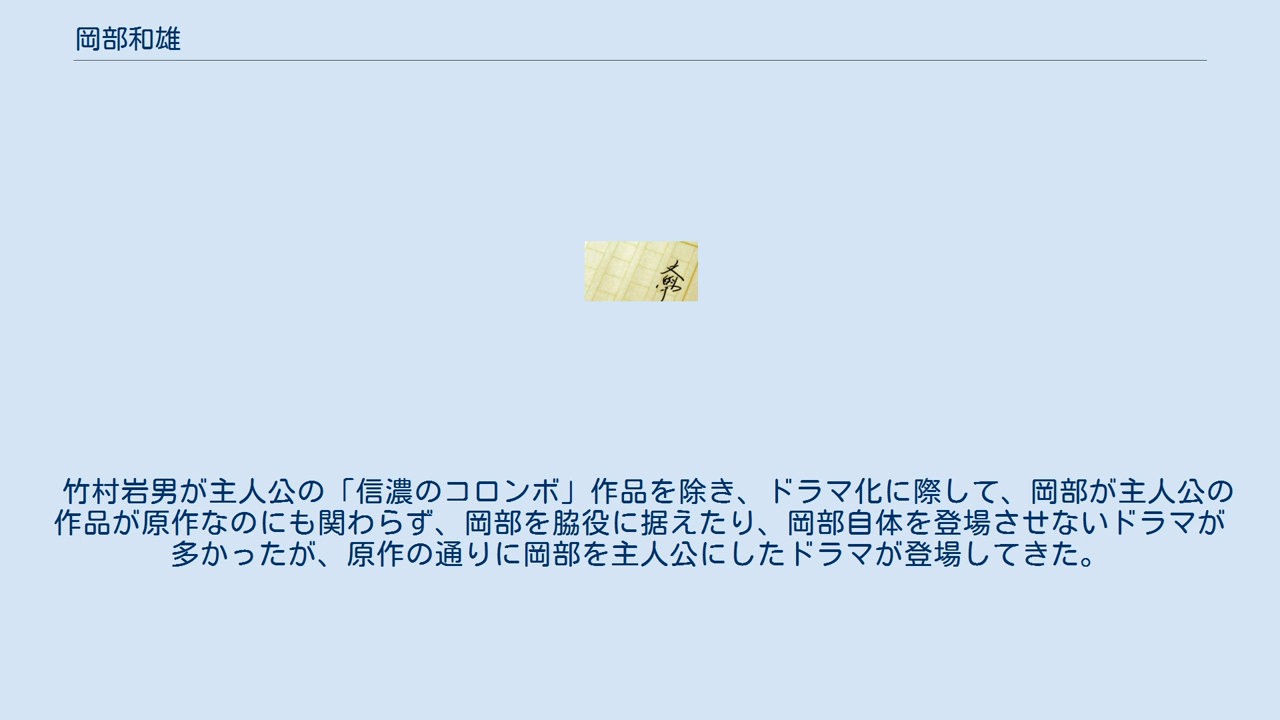 岡部和雄
竹村岩男が主人公の「信濃のコロンボ」作品を除き、ドラマ化に際して、岡部が主人公の
作品が原作なのにも関わらず、岡部を脇役に据えたり、岡部自体を登場させないドラマが
多かったが、原作の通りに岡部を主人公にしたドラマが登場してきた。